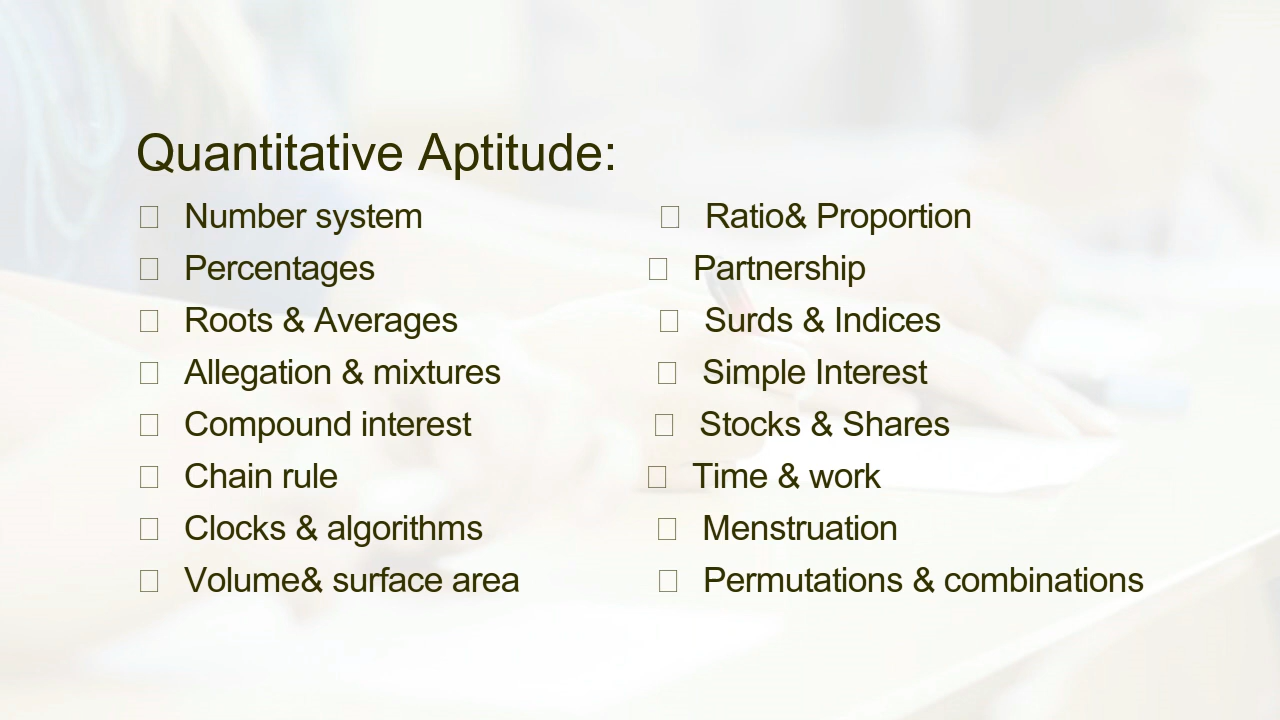 Quantitative Aptitude:
Number system Ratio& Proportion
Percentages Partnership
Roots & Averages Surds & Indices
Allegation & mixtures Simple Interest
Compound interest Stocks & Shares
Chain rule Time & work
Clocks & algorithms Menstruation
Volume& surface area Permutations & combinations